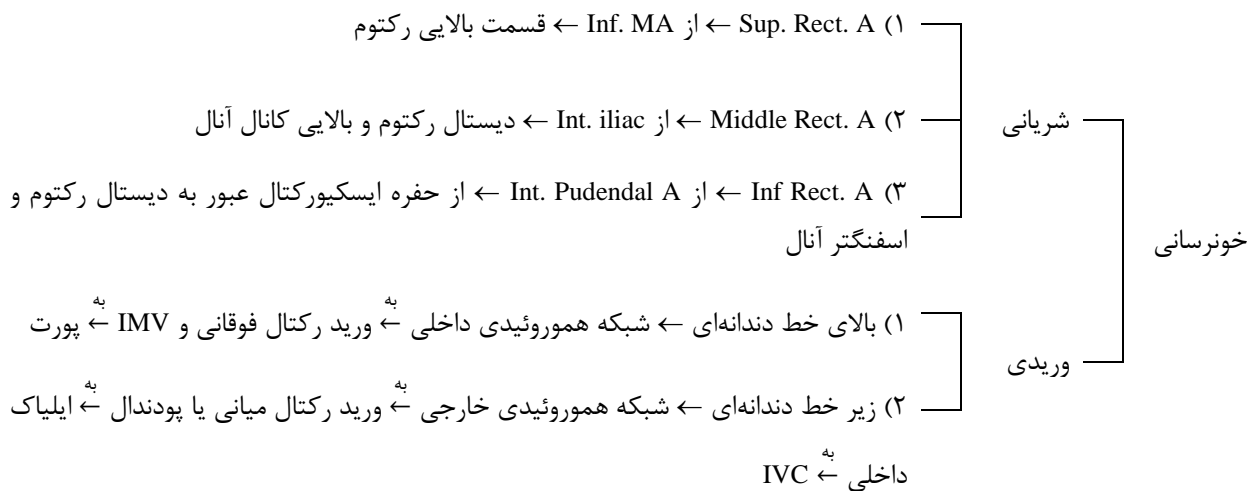 ۱) Sup. Rect. A ← از Inf. MA ← قسمت بالایی رکتوم
۲) Middle Rect. A ← از Int. iliac ← دیستال رکتوم و بالایی کانال آنال
شریانی
۳) Inf Rect. A ← از Int. Pudendal A ← از حفره ایسکیورکتال عبور به دیستال رکتوم و
اسفنگتر آنال
خونرسانی
۱) بالای خط دندانه‌ای ← شبکه هموروئیدی داخلی ←به ورید رکتال فوقانی و IMV ←به پورت
وریدی
۲) زیر خط دندانه‌ای ← شبکه هموروئیدی خارجی ←به ورید رکتال میانی یا پودندال ←به ایلیاک
داخلی ←به IVC